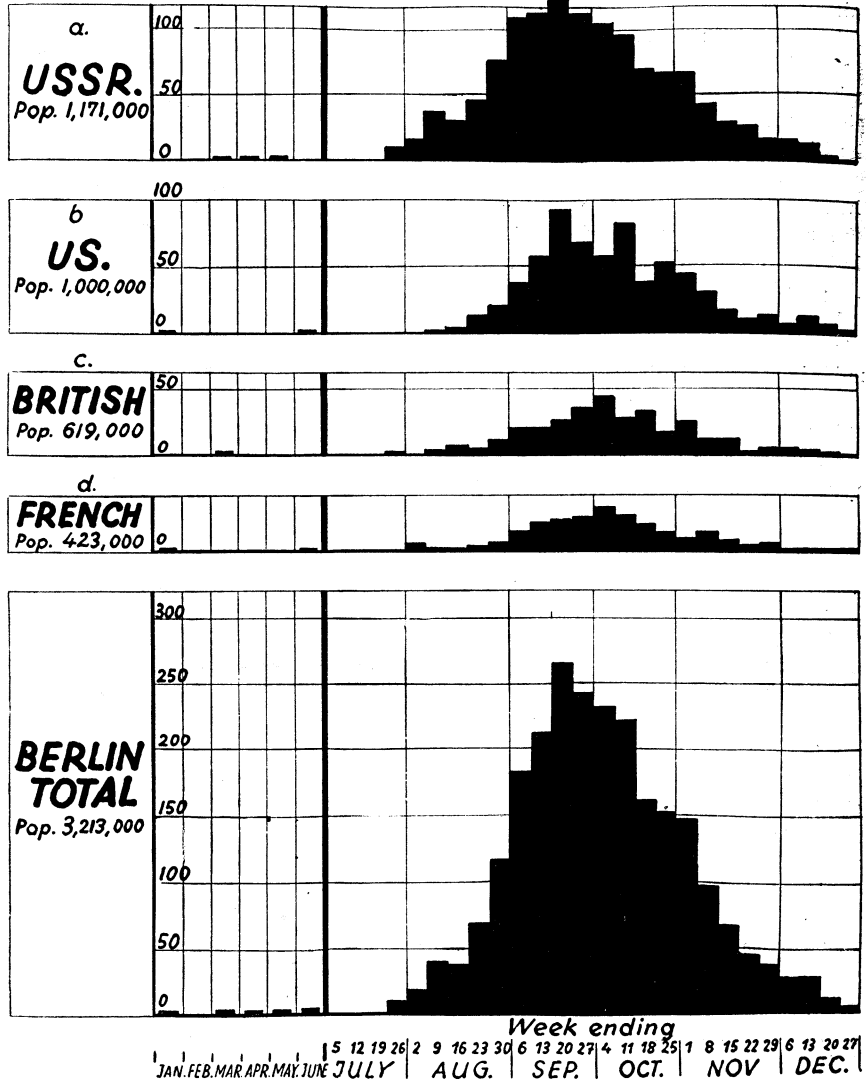 a.
USSR.
Pop. 1,171,000
100
50
0
b
US.
Pop. 1,000,000
100
50
0
c.
BRITISH
Pop. 619,000
50
0
d.
FRENCH
Pop. 423,000
0
BERLIN
TOTAL
Pop. 3,213,000
300
250
200
150
100
50
0
Week ending
5 12 19 26 2 9 16 23 30 6 13 20 27 4 11 18 25 1 8 15 22 29 6 13 20 27
JAN. FEB. MAR. APR. MAY. JUNE JULY AUG. SEP. OCT. NOV DEC.